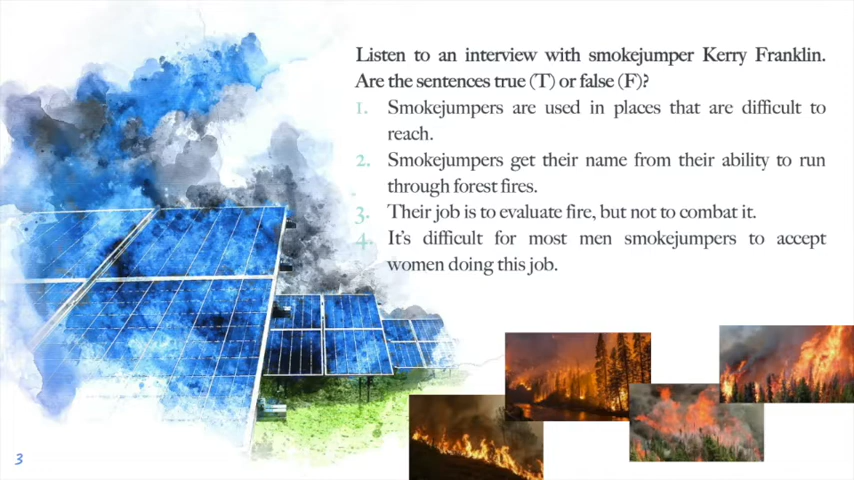 Listen to an interview with smokejumper Kerry Franklin.
Are the sentences true (T) or false (F)?
1. Smokejumpers are used in places that are difficult to
reach.
2. Smokejumpers get their name from their ability to run
through forest fires.
3. Their job is to evaluate fire, but not to combat it.
4. It's difficult for most men smokejumpers to accept
women doing this job.
3